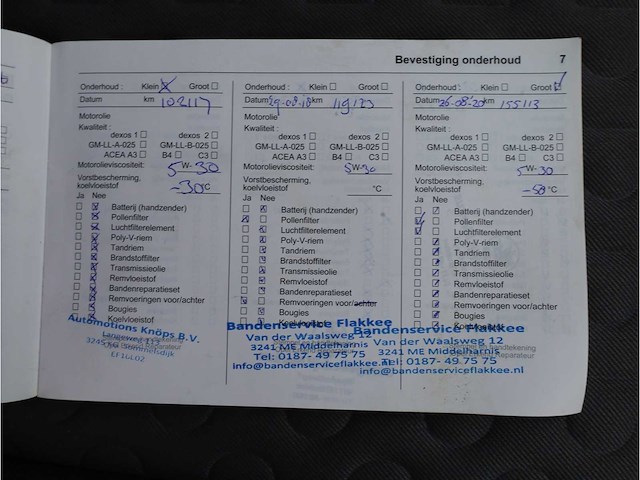 Bevestiging onderhoud 7
Onderhoud : Klein Groot
Datum km 102117
Motorolie
Kwaliteit :
dexos 1 dexos 2
GM-LL-A-025 GM-LL-B-025
ACEA A3 B4 C3
Motorolieviscositeit: 5W-30
Vorstbescherming,
koelvloeistof -30°C
Ja Nee
Batterij (handzender)
Pollenfilter
Luchtfilterelement
Poly-V-riem
Tandriem
Brandstoffilter
Transmissieolie
Remvloeistof
Bandenreparatieset
Remvoeringen voor/achter
Bougies
Koelvloeistof
Automotions Knöps B.V.
Langeweg 113
Sommelsdijk
Onderhoud : Klein Groot
Datum 29-08-18 km 119123
Motorolie
Kwaliteit :
dexos 1 dexos 2
GM-LL-A-025 GM-LL-B-025
ACEA A3 B4 C3
Motorolieviscositeit: 5W-30
Vorstbescherming,
koelvloeistof °C
Ja Nee
Batterij (handzender)
Pollenfilter
Luchtfilterelement
Poly-V-riem
Tandriem
Brandstoffilter
Transmissieolie
Remvloeistof
Bandenreparatieset
Remvoeringen voor/achter
Bougies
Koelvloeistof
Bandenservice Flakkee
Van der Waalsweg 12
3241 ME Middelharnis
Tel: 0187- 49 75 75
info@bandenserviceflakkee.nl
Onderhoud : Klein Groot
Datum 26-08-20 km 155113
Motorolie
Kwaliteit :
dexos 1 dexos 2
GM-LL-A-025 GM-LL-B-025
ACEA A3 B4 C3
Motorolieviscositeit: 5W-30
Vorstbescherming,
koelvloeistof °C
Ja Nee
Batterij (handzender)
Pollenfilter
Luchtfilterelement
Poly-V-riem
Tandriem
Brandstoffilter
Transmissieolie
Remvloeistof
Bandenreparatieset
Remvoeringen voor/achter
Bougies
Koelvloeistof
Bandenservice Flakkee
Van der Waalsweg 12
3241 ME Middelharnis
Tel: 0187- 49 75 75
info@bandenserviceflakkee.nl